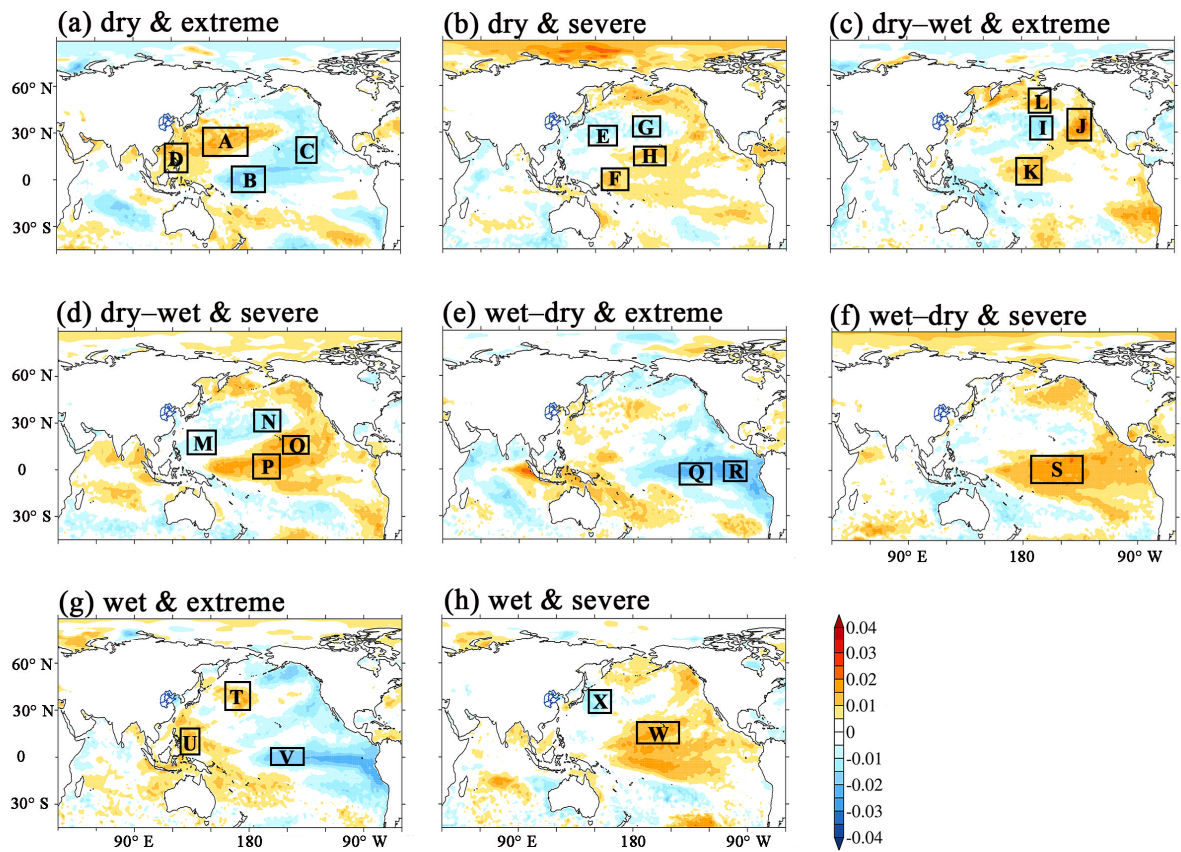 (a) dry & extreme
(b) dry & severe
(c) dry–wet & extreme
60° N
30° N
0
30° S
A
B
C
D
E
F
G
H
I
J
K
L
(d) dry–wet & severe
(e) wet–dry & extreme
(f) wet–dry & severe
60° N
30° N
0
30° S
M
N
O
P
Q
R
S
90° E
180
90° W
(g) wet & extreme
(h) wet & severe
60° N
30° N
0
30° S
T
U
V
X
W
90° E
180
90° W
90° E
180
90° W
0.04
0.03
0.02
0.01
0
-0.01
-0.02
-0.03
-0.04